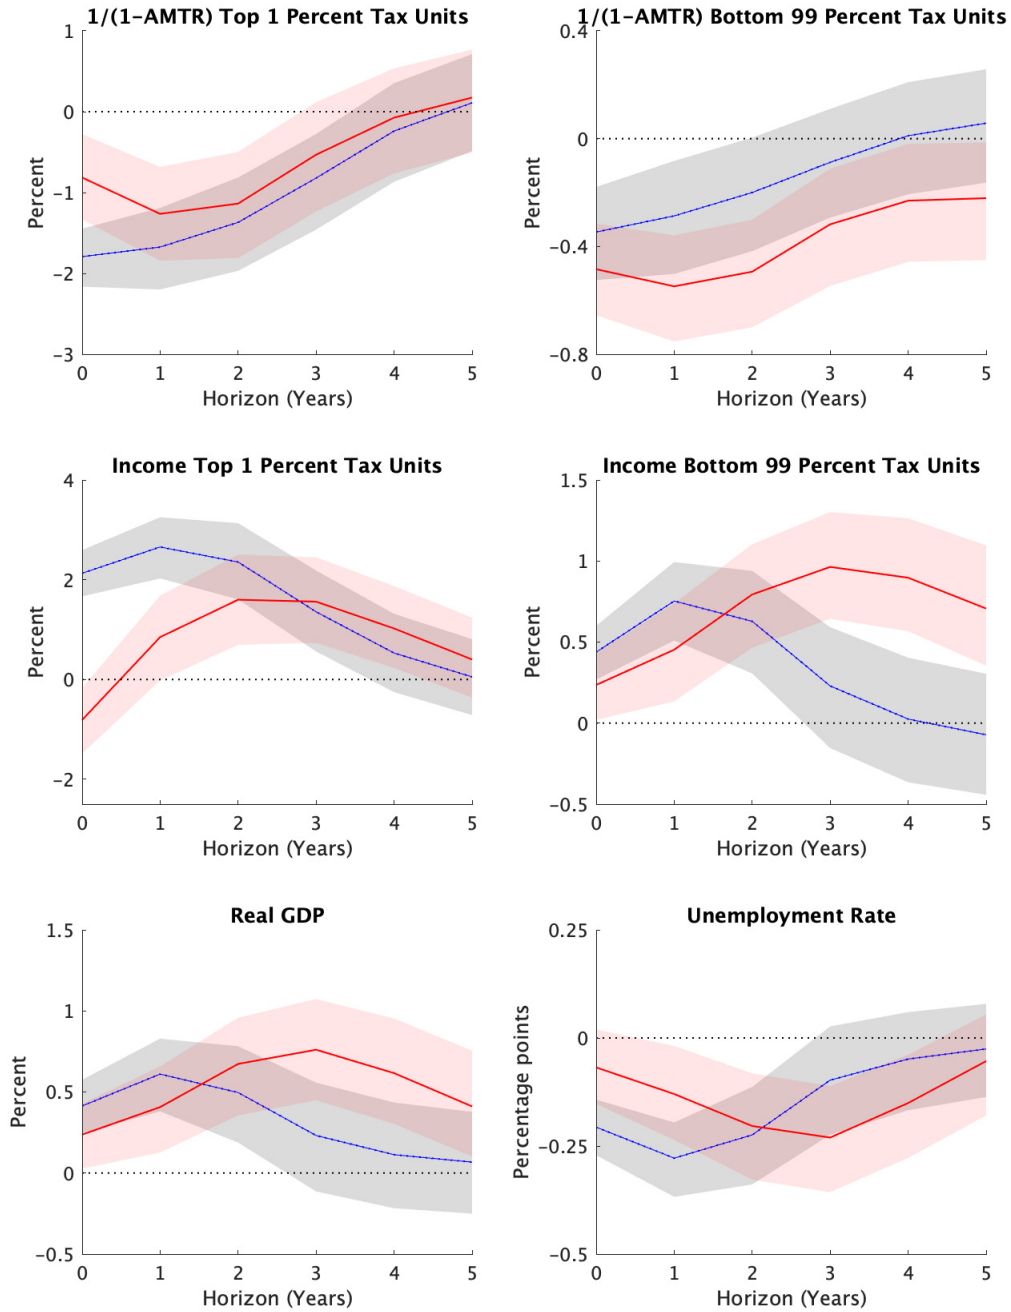 1/(1−AMTR) Top 1 Percent Tax Units
1
0
−1
−2
−3
Percent
0 1 2 3 4 5
Horizon (Years)
1/(1−AMTR) Bottom 99 Percent Tax Units
0.4
0
−0.4
−0.8
Percent
0 1 2 3 4 5
Horizon (Years)
Income Top 1 Percent Tax Units
4
2
0
−2
Percent
0 1 2 3 4 5
Horizon (Years)
Income Bottom 99 Percent Tax Units
1.5
1
0.5
0
−0.5
Percent
0 1 2 3 4 5
Horizon (Years)
Real GDP
1.5
1
0.5
0
−0.5
Percent
0 1 2 3 4 5
Horizon (Years)
Unemployment Rate
0.25
0
−0.25
−0.5
Percentage points
0 1 2 3 4 5
Horizon (Years)